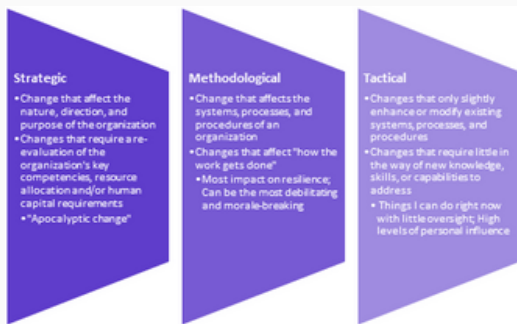 Strategic
•Change that affect the
nature, direction, and
purpose of the organization
•Changes that require a re-
evaluation of the
organization's key
competencies, resource
allocation and/or human
capital requirements
•"Apocalyptic change"
Methodological
•Change that affects the
systems, processes, and
procedures of an
organization
•Changes that affect "how the
work gets done"
•Most impact on resilience;
Can be the most debilitating
and morale-breaking
Tactical
•Changes that only slightly
enhance or modify existing
systems, processes, and
procedures
•Changes that require little in
the way of new knowledge,
skills, or capabilities to
address
•Things I can do right now
with little oversight; High
levels of personal influence